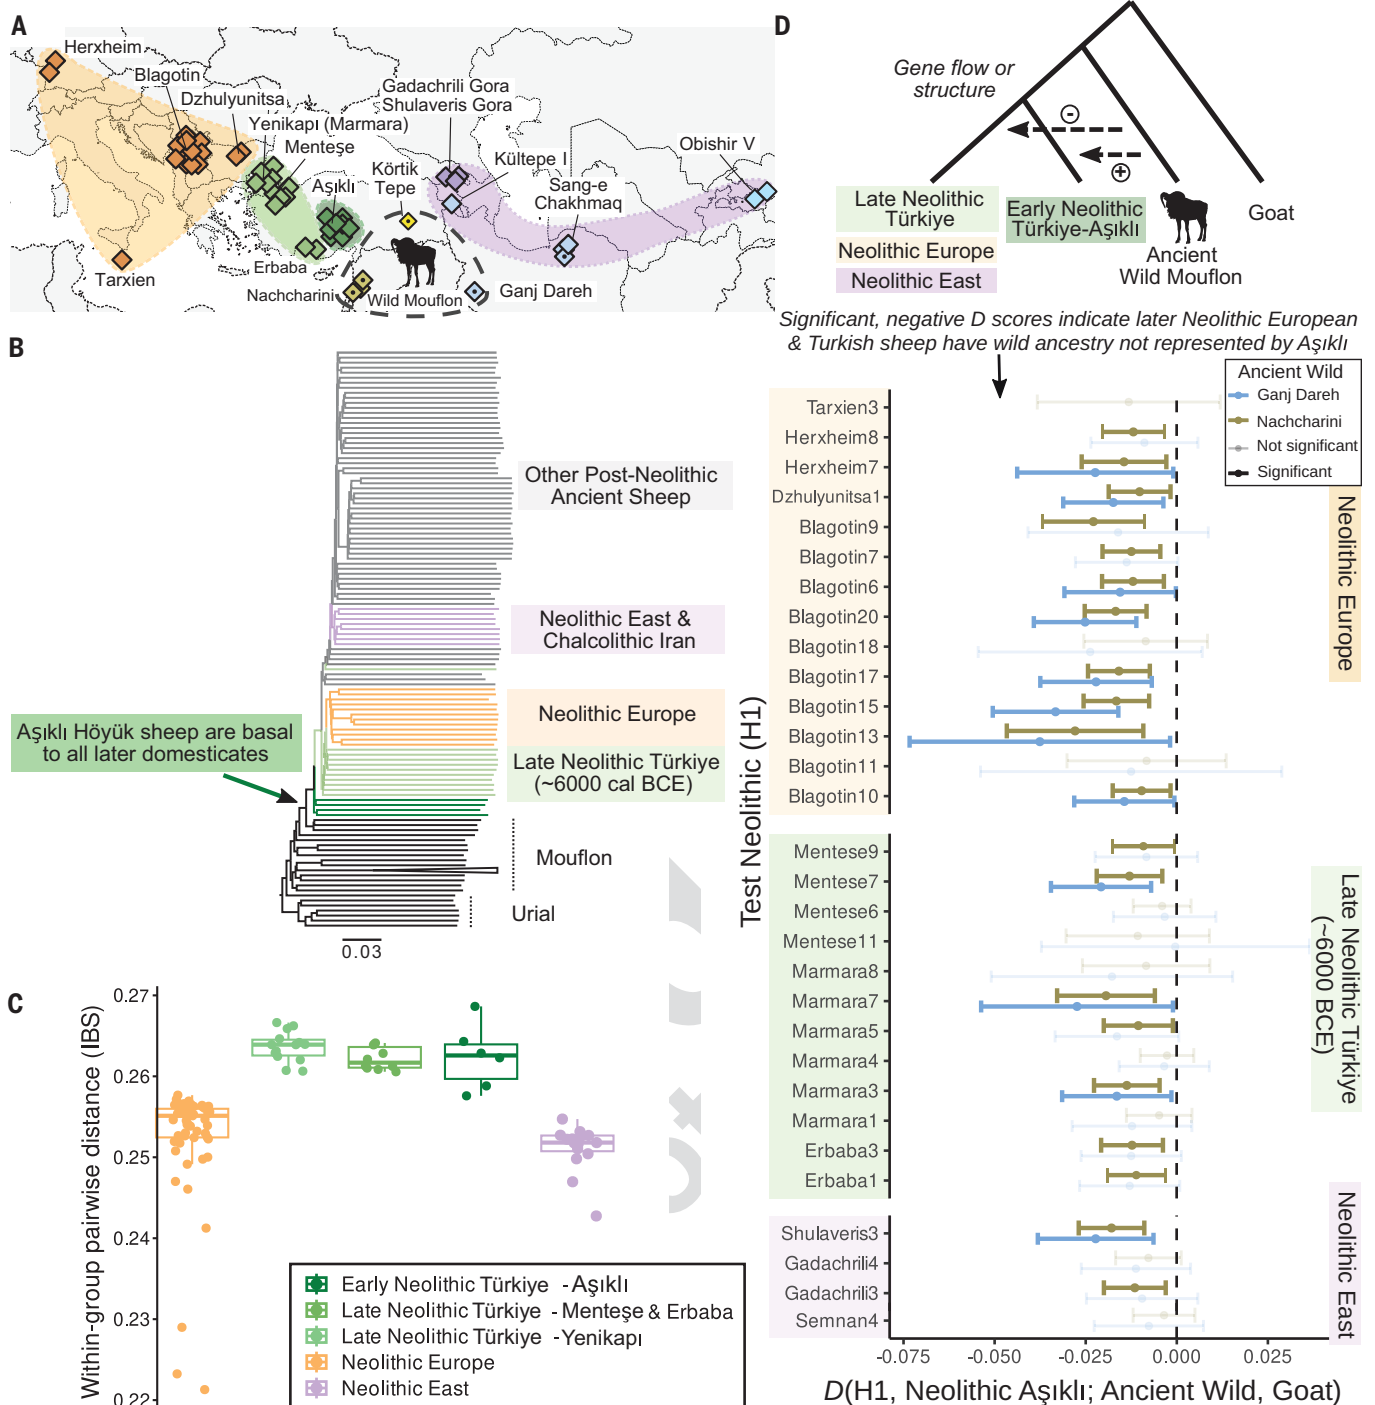 A
Herxheim
Blagotin
Dzhulyunitsa
Yenikapı (Marmara)
Menteşe
Aşıklı
Erbaba
Tarxien
Gadachrili Gora
Shulaveris Gora
Körtik
Tepe
Kültepe I
Sang-e
Chakhmaq
Obishir V
Nachcharini
Wild Mouflon
Ganj Dareh
B
Other Post-Neolithic
Ancient Sheep
Neolithic East &
Chalcolithic Iran
Neolithic Europe
Late Neolithic Türkiye
(~6000 cal BCE)
Aşıklı Höyük sheep are basal
to all later domesticates
Mouflon
Urial
0.03
C
Within-group pairwise distance (IBS)
0.27
0.26
0.25
0.24
0.23
0.22
Early Neolithic Türkiye - Aşıklı
Late Neolithic Türkiye - Menteşe & Erbaba
Late Neolithic Türkiye - Yenikapı
Neolithic Europe
Neolithic East
D
Gene flow or
structure
-
+
Late Neolithic
Türkiye
Neolithic Europe
Neolithic East
Early Neolithic
Türkiye-Aşıklı
Ancient
Wild Mouflon
Goat
Significant, negative D scores indicate later Neolithic European
& Turkish sheep have wild ancestry not represented by Aşıklı
Ancient Wild
Ganj Dareh
Nachcharini
Not significant
Significant
Test Neolithic (H1)
Tarxien3
Herxheim8
Herxheim7
Dzhulyunitsa1
Blagotin9
Blagotin7
Blagotin6
Blagotin20
Blagotin18
Blagotin17
Blagotin15
Blagotin13
Blagotin11
Blagotin10
Neolithic Europe
Mentese9
Mentese7
Mentese6
Mentese11
Marmara8
Marmara7
Marmara5
Marmara4
Marmara3
Marmara1
Erbaba3
Erbaba1
Late Neolithic Türkiye
(~6000 BCE)
Shulaveris3
Gadachrili4
Gadachrili3
Semnan4
Neolithic East
-0.075 -0.050 -0.025 0.000 0.025
D(H1, Neolithic Aşıklı; Ancient Wild, Goat)